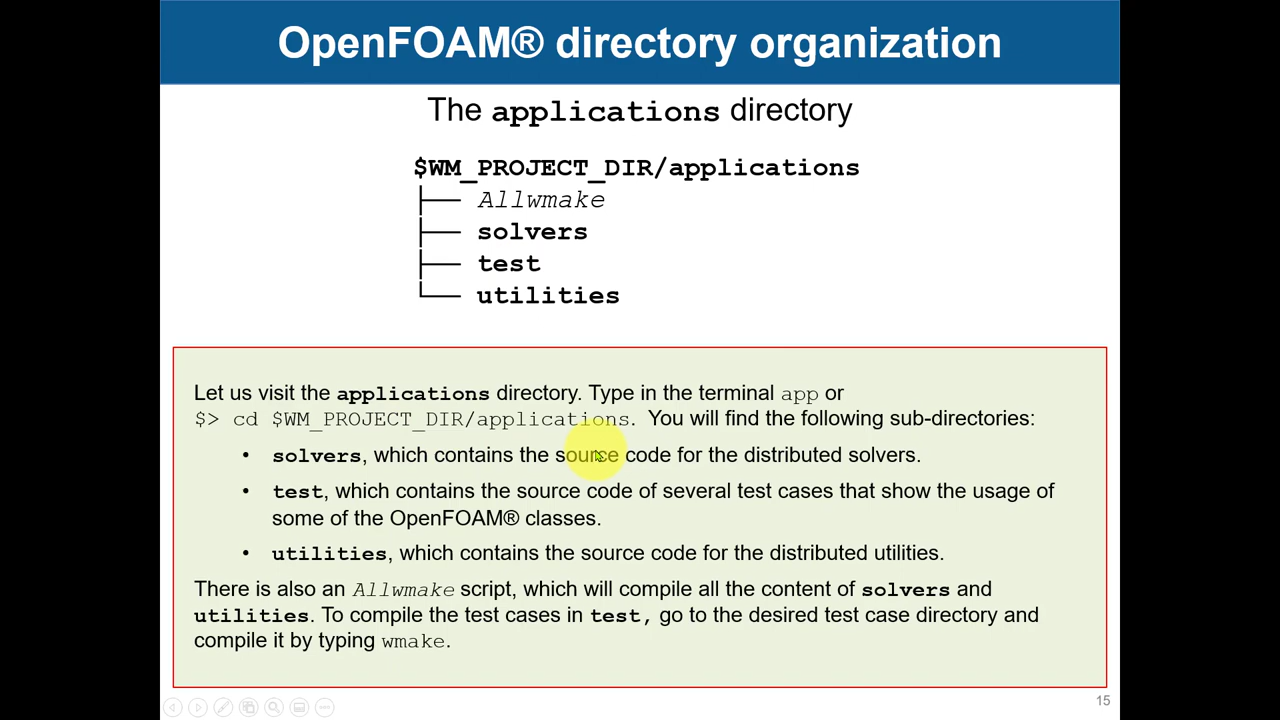 OpenFOAM® directory organization
The applications directory
$WM_PROJECT_DIR/applications
├── Allwmake
├── solvers
├── test
└── utilities
Let us visit the applications directory. Type in the terminal app or
$> cd $WM_PROJECT_DIR/applications. You will find the following sub-directories:
• solvers, which contains the source code for the distributed solvers.
• test, which contains the source code of several test cases that show the usage of
some of the OpenFOAM® classes.
• utilities, which contains the source code for the distributed utilities.
There is also an Allwmake script, which will compile all the content of solvers and
utilities. To compile the test cases in test, go to the desired test case directory and
compile it by typing wmake.
15